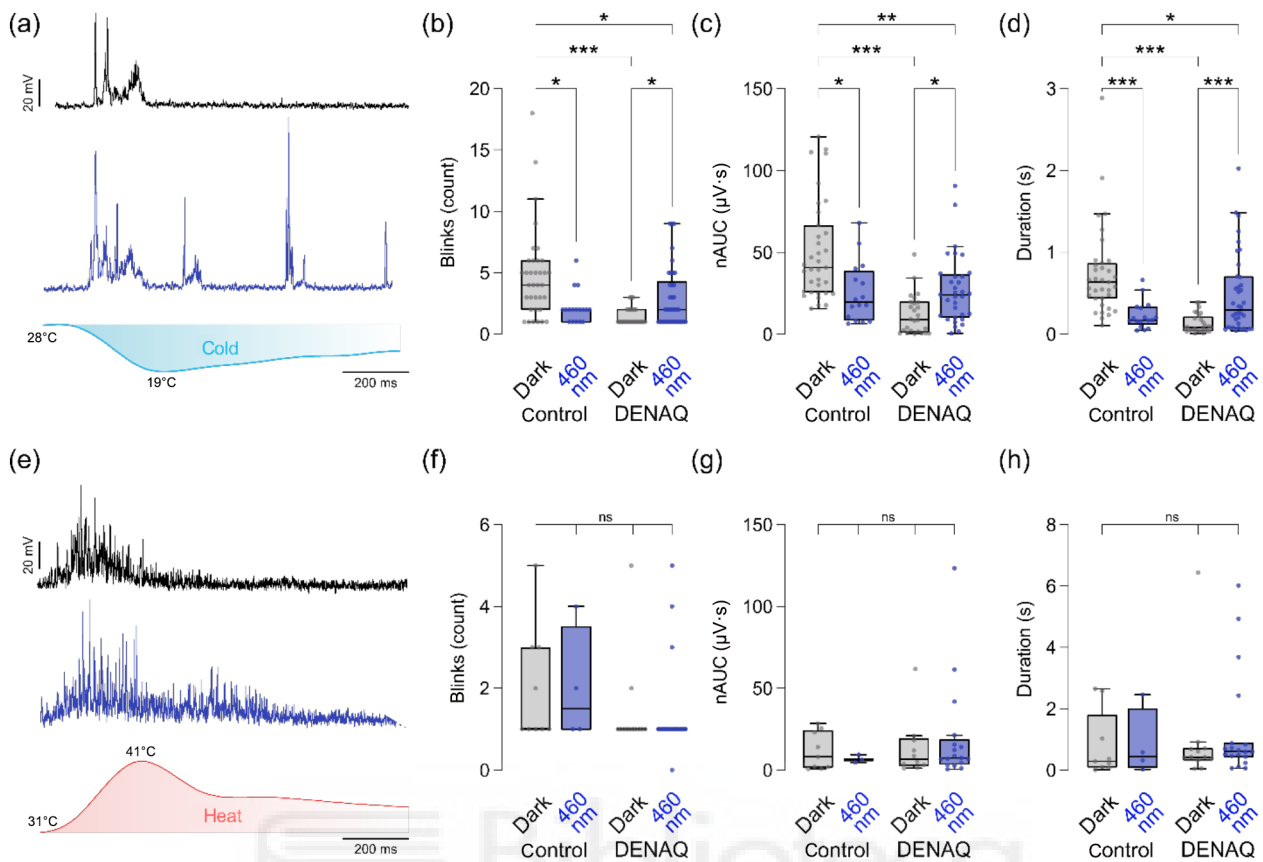 (a)
20 mV
28°C
Cold
19°C
200 ms
(b)
*
***
*
*
Blinks (count)
20
15
10
5
0
Dark
460
nm
Dark
460
nm
Control
DENAQ
(c)
**
***
*
*
nAUC (µV·s)
150
100
50
0
Dark
460
nm
Dark
460
nm
Control
DENAQ
(d)
*
***
***
***
Duration (s)
3
2
1
0
Dark
460
nm
Dark
460
nm
Control
DENAQ
(e)
20 mV
41°C
31°C
Heat
200 ms
(f)
ns
Blinks (count)
6
4
2
0
Dark
460
nm
Dark
460
nm
Control
DENAQ
(g)
ns
nAUC (µV·s)
150
100
50
0
Dark
460
nm
Dark
460
nm
Control
DENAQ
(h)
ns
Duration (s)
8
6
4
2
0
Dark
460
nm
Dark
460
nm
Control
DENAQ